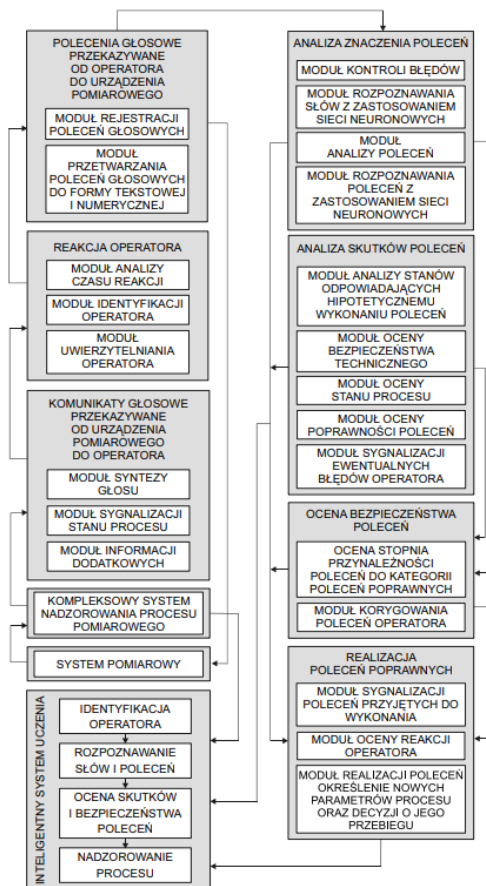 POLECENIA GŁOSOWE
PRZEKAZYWANE
OD OPERATORA
DO URZĄDZENIA
POMIAROWEGO
MODUŁ REJESTRACJI
POLECEŃ GŁOSOWYCH
MODUŁ
PRZETWARZANIA
POLECEŃ GŁOSOWYCH
DO FORMY TEKSTOWEJ
I NUMERYCZNEJ
REAKCJA OPERATORA
MODUŁ ANALIZY
CZASU REAKCJI
MODUŁ IDENTYFIKACJI
OPERATORA
MODUŁ
UWIERZYTELNIANIA
OPERATORA
KOMUNIKATY GŁOSOWE
PRZEKAZYWANE
OD URZĄDZENIA
POMIAROWEGO
DO OPERATORA
MODUŁ SYNTEZY
GŁOSU
MODUŁ SYGNALIZACJI
STANU PROCESU
MODUŁ INFORMACJI
DODATKOWYCH
KOMPLEKSOWY SYSTEM
NADZOROWANIA PROCESU
POMIAROWEGO
SYSTEM POMIAROWY
INTELIGENTNY SYSTEM UCZENIA
IDENTYFIKACJA
OPERATORA
ROZPOZNAWANIE
SŁÓW I POLECEŃ
OCENA SKUTKÓW
I BEZPIECZEŃSTWA
POLECEŃ
NADZOROWANIE
PROCESU
ANALIZA ZNACZENIA POLECEŃ
MODUŁ KONTROLI BŁĘDÓW
MODUŁ ROZPOZNAWANIA
SŁÓW Z ZASTOSOWANIEM
SIECI NEURONOWYCH
MODUŁ
ANALIZY POLECEŃ
MODUŁ ROZPOZNAWANIA
POLECEŃ Z
ZASTOSOWANIEM SIECI
NEURONOWYCH
ANALIZA SKUTKÓW POLECEŃ
MODUŁ ANALIZY STANÓW
ODPOWIADAJĄCYCH
HIPOTETYCZNEMU
WYKONANIU POLECEŃ
MODUŁ OCENY
BEZPIECZEŃSTWA
TECHNICZNEGO
MODUŁ OCENY
STANU PROCESU
MODUŁ OCENY
POPRAWNOŚCI POLECEŃ
MODUŁ SYGNALIZACJI
EWENTUALNYCH
BŁĘDÓW OPERATORA
OCENA BEZPIECZEŃSTWA
POLECEŃ
OCENA STOPNIA
PRZYNALEŻNOŚCI
POLECEŃ DO KATEGORII
POLECEŃ POPRAWNYCH
MODUŁ KORYGOWANIA
POLECEŃ OPERATORA
REALIZACJA
POLECEŃ POPRAWNYCH
MODUŁ SYGNALIZACJI
POLECEŃ PRZYJĘTYCH DO
WYKONANIA
MODUŁ OCENY REAKCJI
OPERATORA
MODUŁ REALIZACJI POLECEŃ
OKREŚLENIE NOWYCH
PARAMETRÓW PROCESU
ORAZ DECYZJI O JEGO
PRZEBIEGU